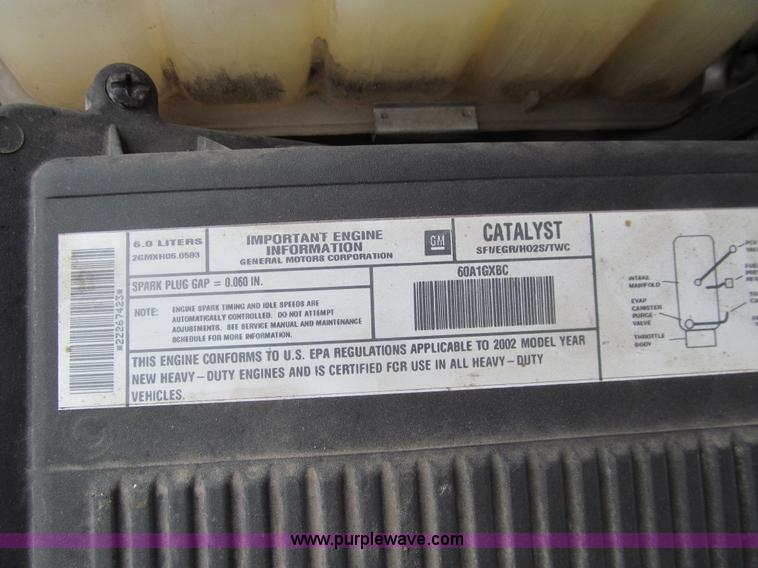 6.0 LITERS
2GMXH06.0503
IMPORTANT ENGINE
INFORMATION
GENERAL MOTORS CORPORATION
GM
CATALYST
SFI/EGR/HO2S/TWC
SPARK PLUG GAP = 0.060 IN.
60A1GXBC
NOTE: ENGINE SPARK TIMING AND IDLE SPEEDS ARE
AUTOMATICALLY CONTROLLED. DO NOT ATTEMPT
ADJUSTMENTS. SEE SERVICE MANUAL AND MAINTENANCE
SCHEDULE FOR MORE INFORMATION.
THIS ENGINE CONFORMS TO U.S. EPA REGULATIONS APPLICABLE TO 2002 MODEL YEAR
NEW HEAVY-DUTY ENGINES AND IS CERTIFIED FOR USE IN ALL HEAVY-DUTY
VEHICLES.
INTAKE
MANIFOLD
EVAP
CANISTER
PURGE
VALVE
THROTTLE
BODY
www.purplewave.com